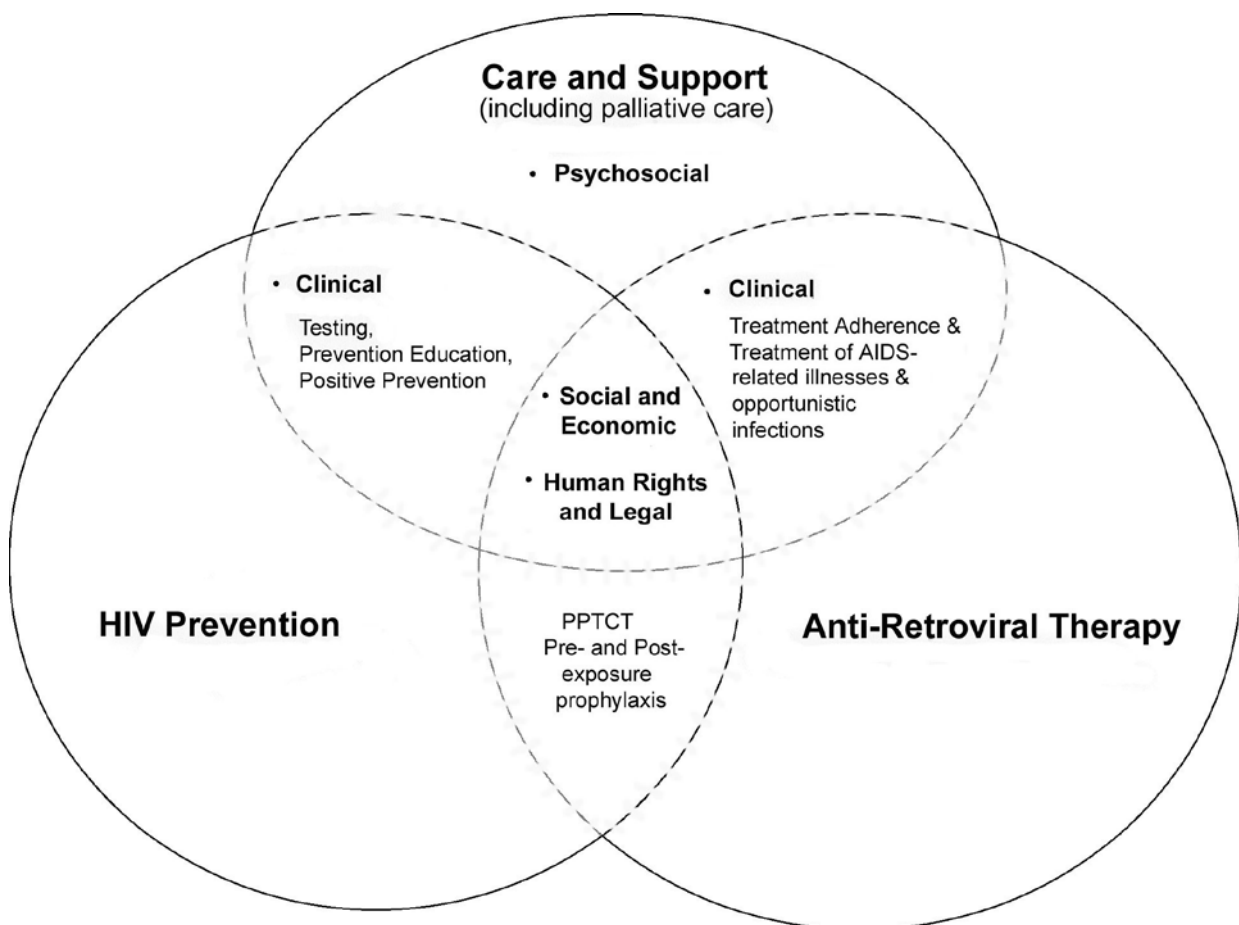 Care and Support
(including palliative care)
• Psychosocial
• Clinical
Testing,
Prevention Education,
Positive Prevention
• Clinical
Treatment Adherence &
Treatment of AIDS-
related illnesses &
opportunistic
infections
• Social and
Economic
• Human Rights
and Legal
HIV Prevention
PPTCT
Pre- and Post-
exposure
prophylaxis
Anti-Retroviral Therapy